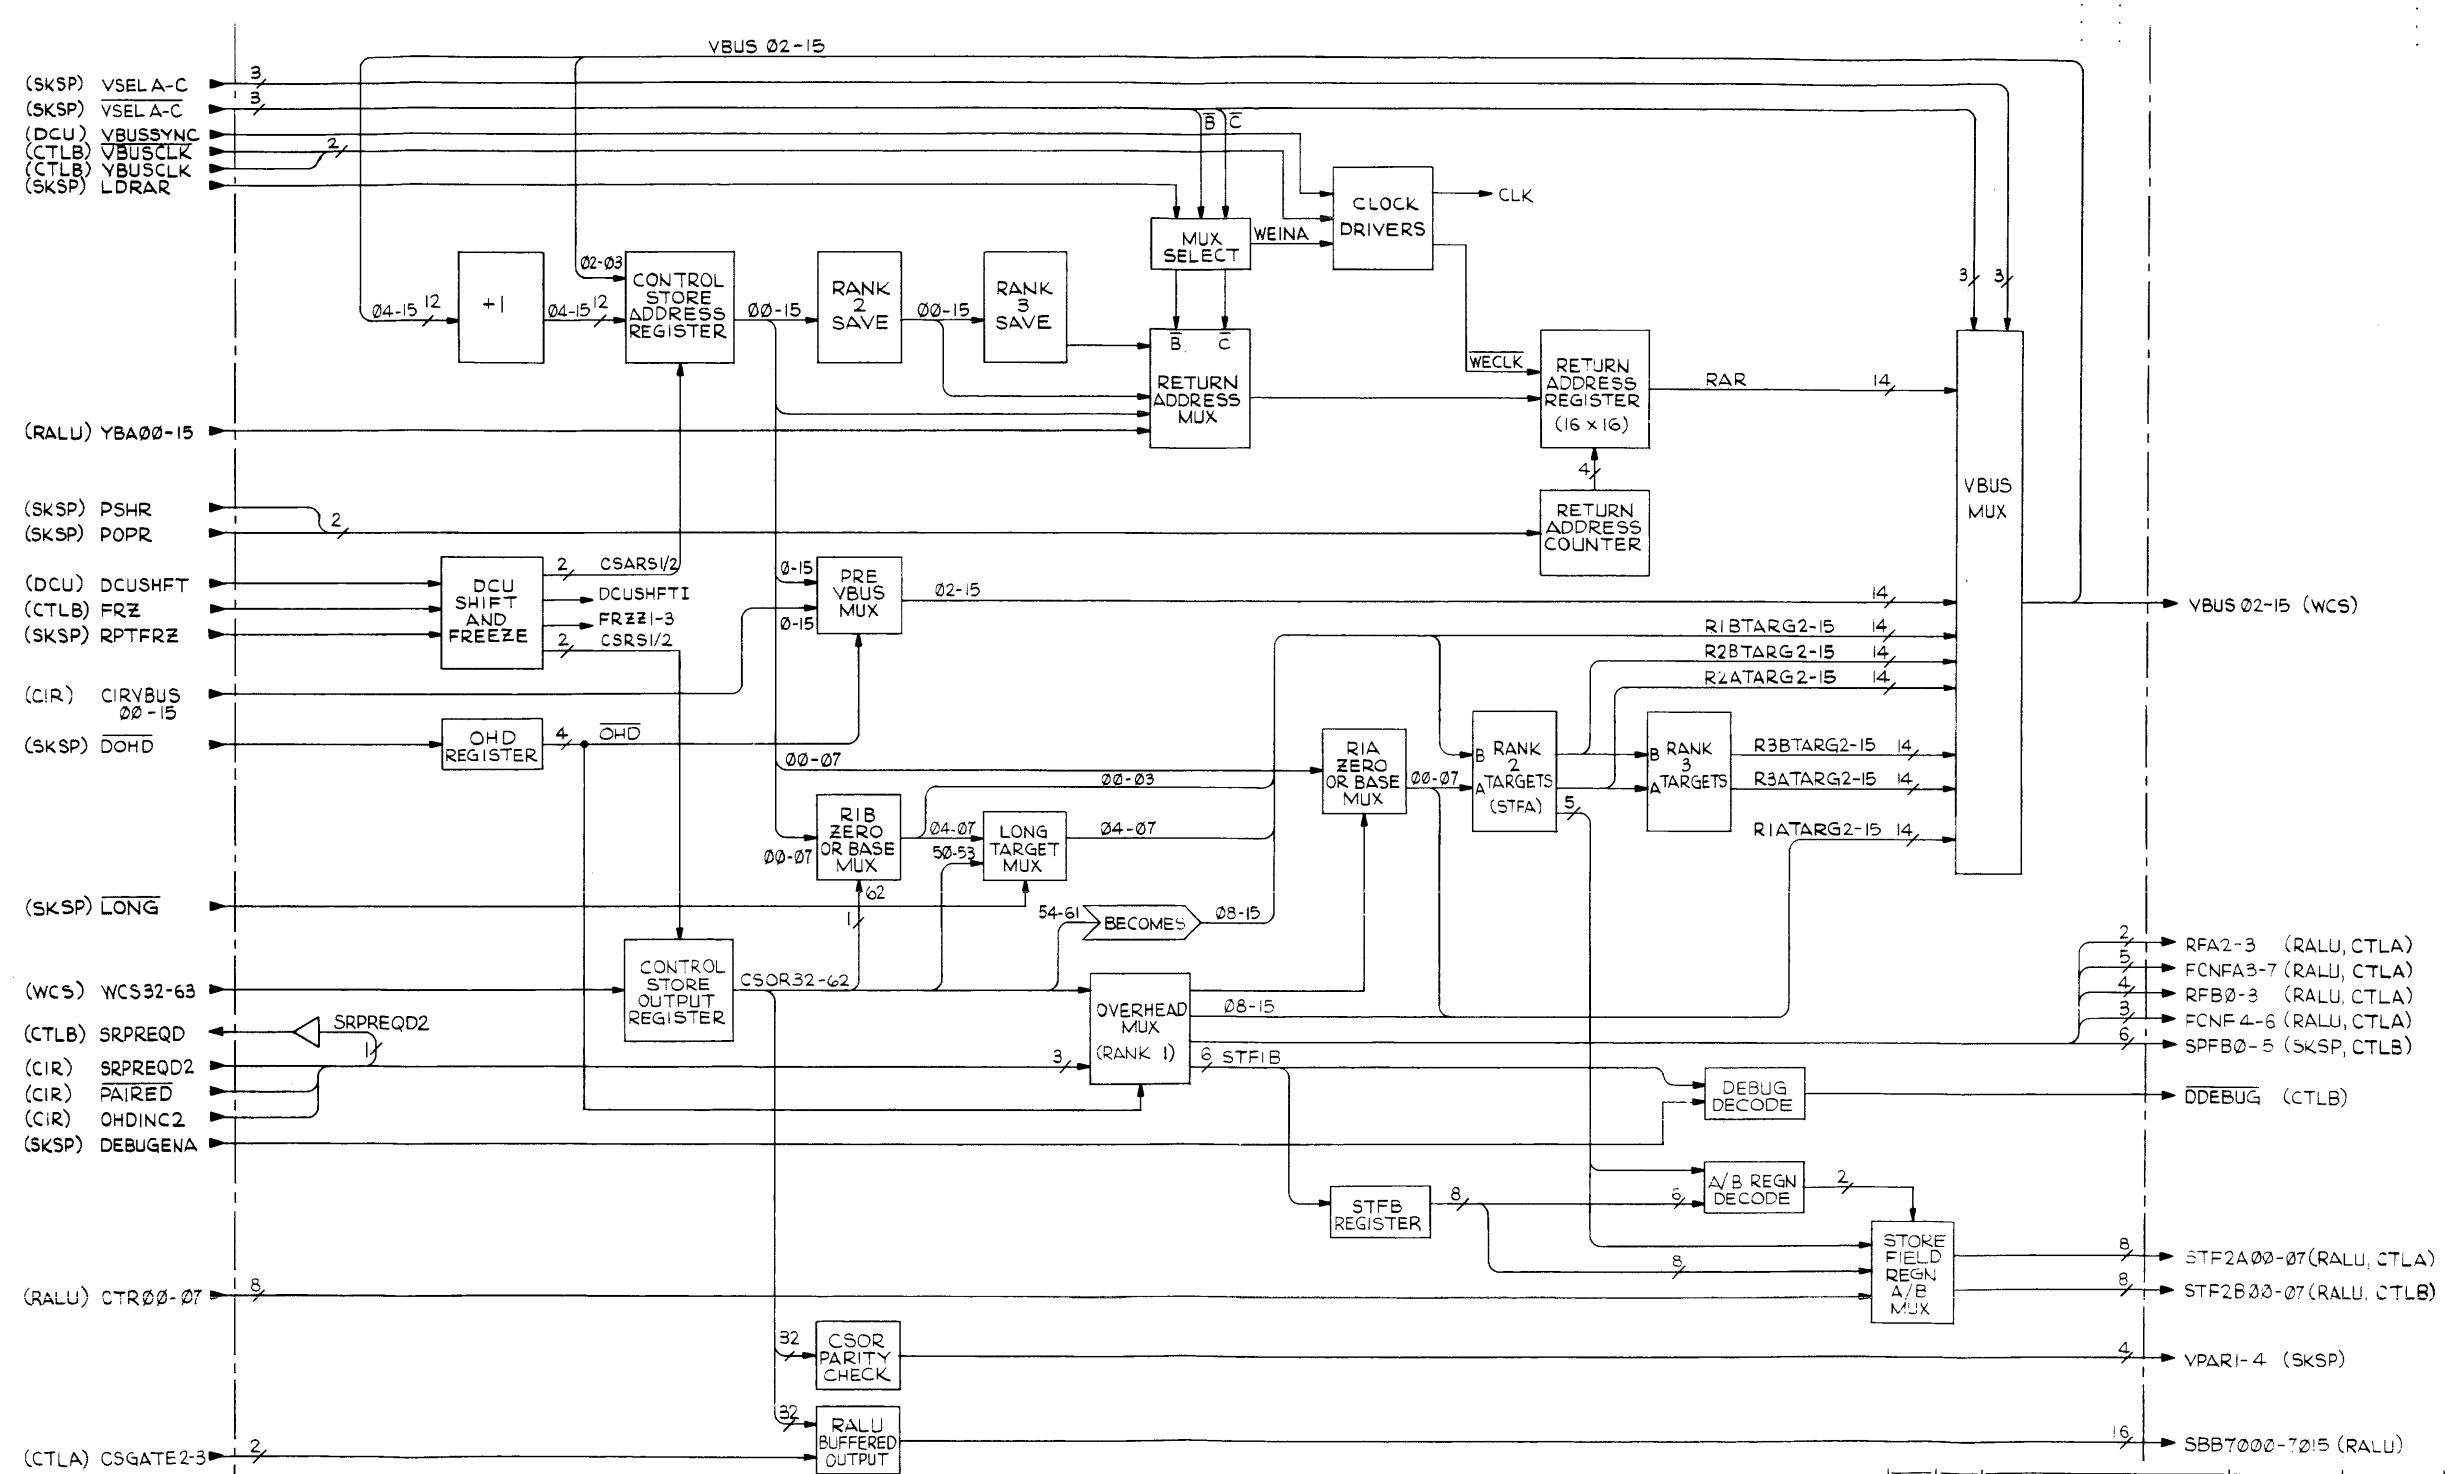 VBUS 02-15
(SKSP) VSELA-C
3
(SKSP) VSELA-C
3
(DCU) VBUSSYNC
(CTLB) VBUSCLK
2
(CTLB) YBUSCLK
(SKSP) LDRAR
B C
CLOCK
DRIVERS
CLK
MUX
SELECT
WEINA
3 3
02-03
04-15 12
+1
04-15 12
CONTROL
STORE
ADDRESS
REGISTER
00-15
RANK
2
SAVE
00-15
RANK
3
SAVE
B C
RETURN
ADDRESS
MUX
WECLK
RETURN
ADDRESS
REGISTER
(16 x 16)
RAR 14
(RALU) YBA00-15
4
VBUS
MUX
(SKSP) PSHR
2
(SKSP) POPR
RETURN
ADDRESS
COUNTER
(DCU) DCUSHFT
(CTLB) FRZ
(SKSP) RPTFRZ
DCU
SHIFT
AND
FREEZE
2 CSARS1/2
DCUSHFTI
FRZZ1-3
2 CSRS1/2
0-15
0-15
PRE
VBUS
MUX
02-15 14
VBUS 02-15 (WCS)
R1BTARG2-15 14
R2BTARG2-15 14
R2ATARG2-15 14
(CIR) CIRVBUS
00-15
(SKSP) DOHD
OHD
REGISTER
4 OHD
00-07
00-03
R1A
ZERO
OR BASE
MUX
00-07
B
A
RANK
2
TARGETS
(STFA)
5
B
A
RANK
3
TARGETS
R3BTARG2-15 14
R3ATARG2-15 14
R1ATARG2-15 14
00-07
R1B
ZERO
OR BASE
MUX
04-07
50-53
LONG
TARGET
MUX
04-07
62
1
(SKSP) LONG
54-61
BECOMES
08-15
(WCS) WCS32-63
CONTROL
STORE
OUTPUT
REGISTER
CSOR32-62
OVERHEAD
MUX
(RANK 1)
08-15
2 RFA2-3 (RALU, CTLA)
5 FCNFA3-7 (RALU, CTLA)
4 RFB0-3 (RALU, CTLA)
3 FCNF4-6 (RALU, CTLA)
6 SPFB0-5 (SKSP, CTLB)
(CTLB) SRPREQD
SRPREQD2
1
(CIR) SRPREQD2
3
6 STF1B
(CIR) PAIRED
(CIR) OHDINC2
(SKSP) DEBUGENA
DEBUG
DECODE
DDEBUG (CTLB)
A/B REGN
DECODE
2
STFB
REGISTER
8
6
8
STORE
FIELD
REGN
A/B
MUX
8 STF2A00-07 (RALU, CTLA)
8 STF2B00-07 (RALU, CTLB)
(RALU) CTR00-07
8
32
CSOR
PARITY
CHECK
4 VPAR1-4 (SKSP)
32
RALU
BUFFERED
OUTPUT
(CTLA) CSGATE2-3
2
16 SBB7000-7015 (RALU)